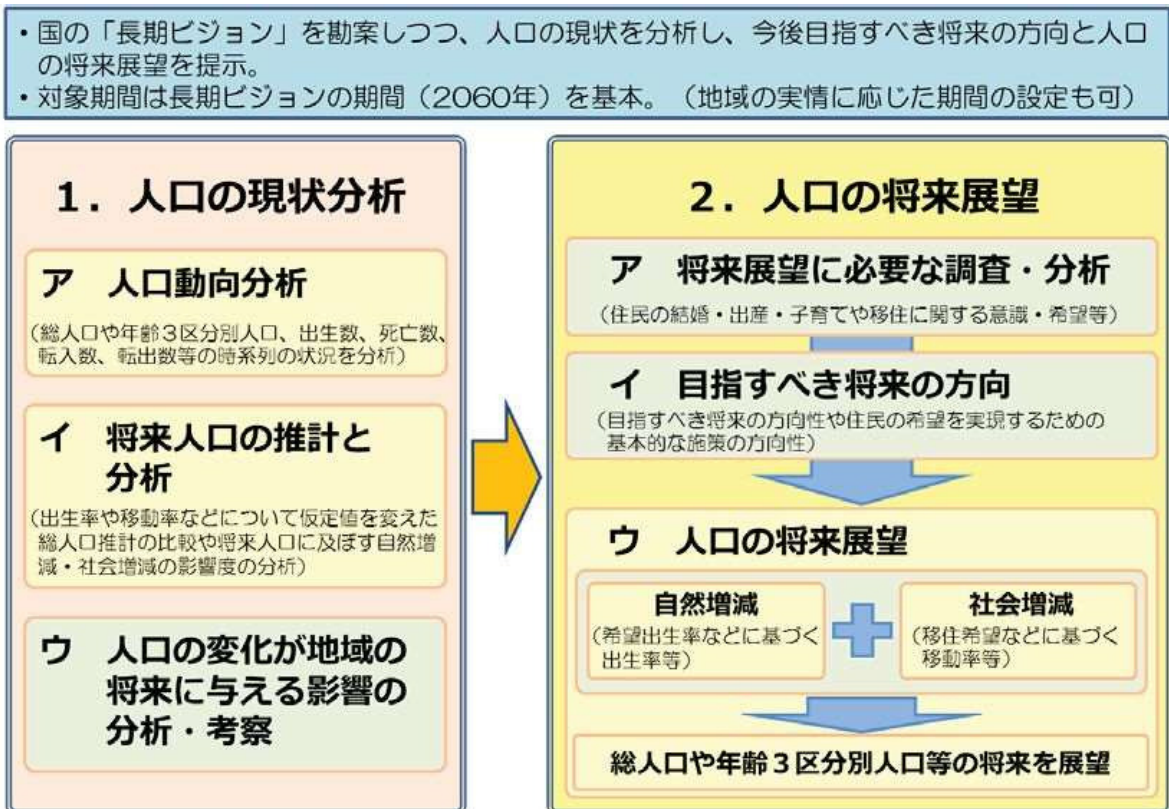 ・国の「長期ビジョン」を勘案しつつ、人口の現状を分析し、今後目指すべき将来の方向と人口
の将来展望を提示。
・対象期間は長期ビジョンの期間（2060年）を基本。（地域の実情に応じた期間の設定も可）
１．人口の現状分析
ア　人口動向分析
（総人口や年齢３区分別人口、出生数、死亡数、
転入数、転出数等の時系列の状況を分析）
イ　将来人口の推計と
分析
（出生率や移動率などについて仮定値を変えた
総人口推計の比較や将来人口に及ぼす自然増
減・社会増減の影響度の分析）
ウ　人口の変化が地域の
将来に与える影響の
分析・考察
２．人口の将来展望
ア　将来展望に必要な調査・分析
（住民の結婚・出産・子育てや移住に関する意識・希望等）
イ　目指すべき将来の方向
（目指すべき将来の方向性や住民の希望を実現するための
基本的な施策の方向性）
ウ　人口の将来展望
自然増減
（希望出生率などに基づく
出生率等）
社会増減
（移住希望などに基づく
移動率等）
総人口や年齢３区分別人口等の将来を展望